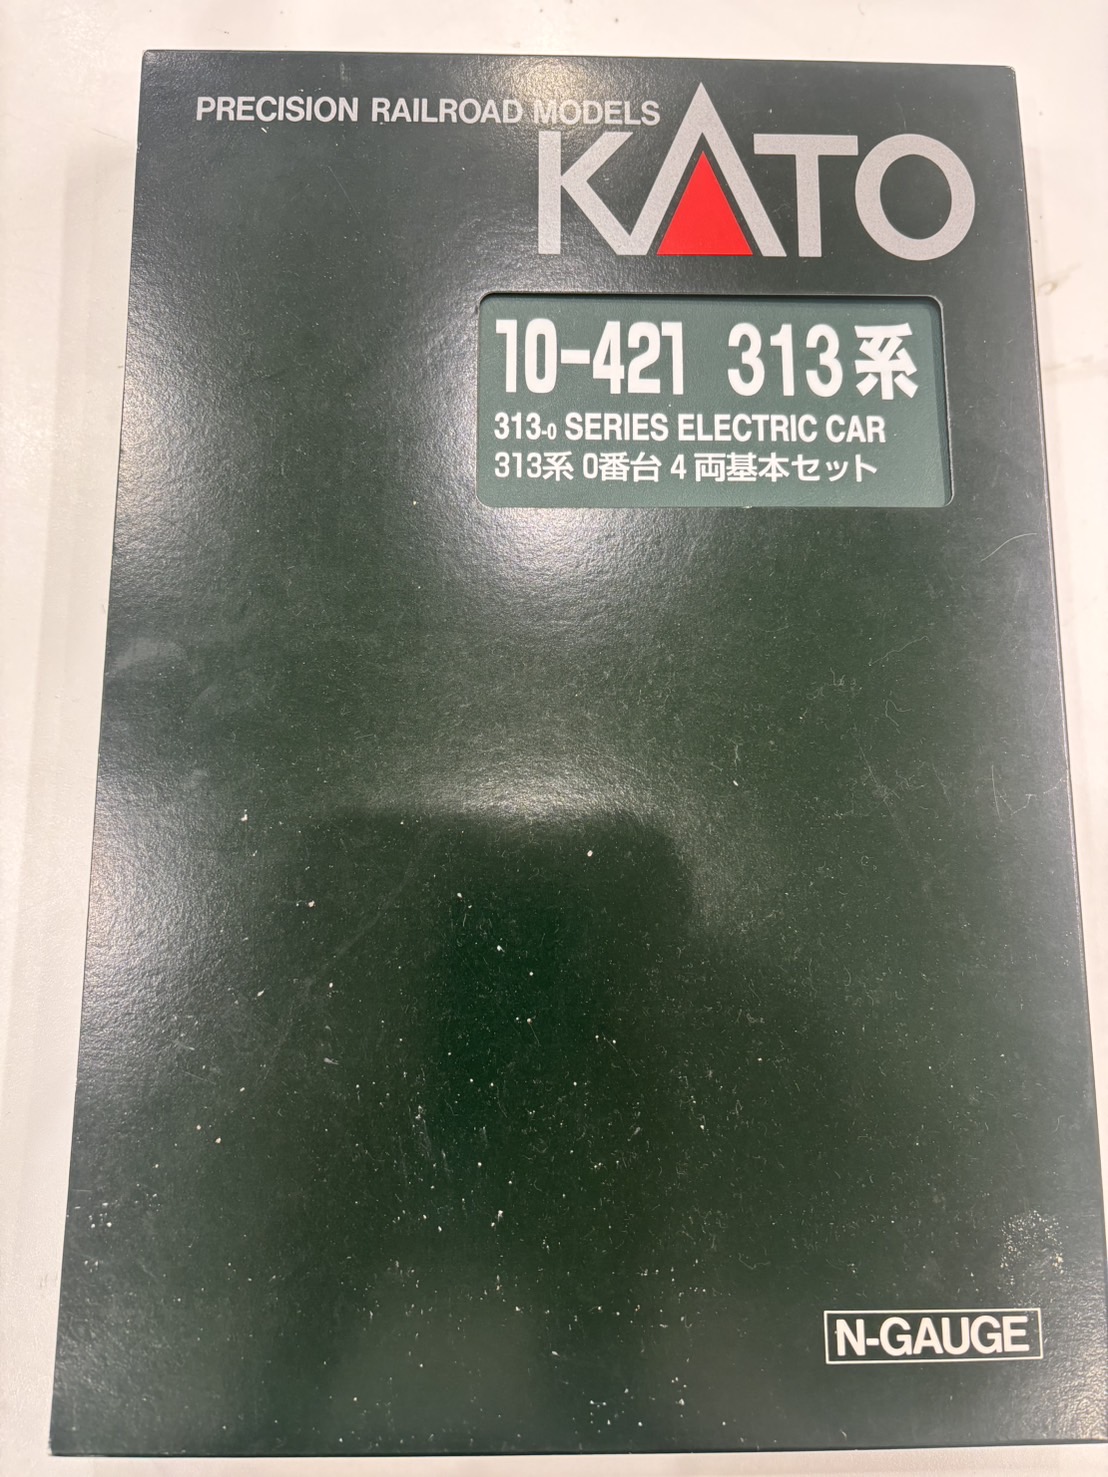 PRECISION RAILROAD MODELS
KATO
10-421 313系
313-0 SERIES ELECTRIC CAR
313系 0番台 4 両基本セット
N-GAUGE